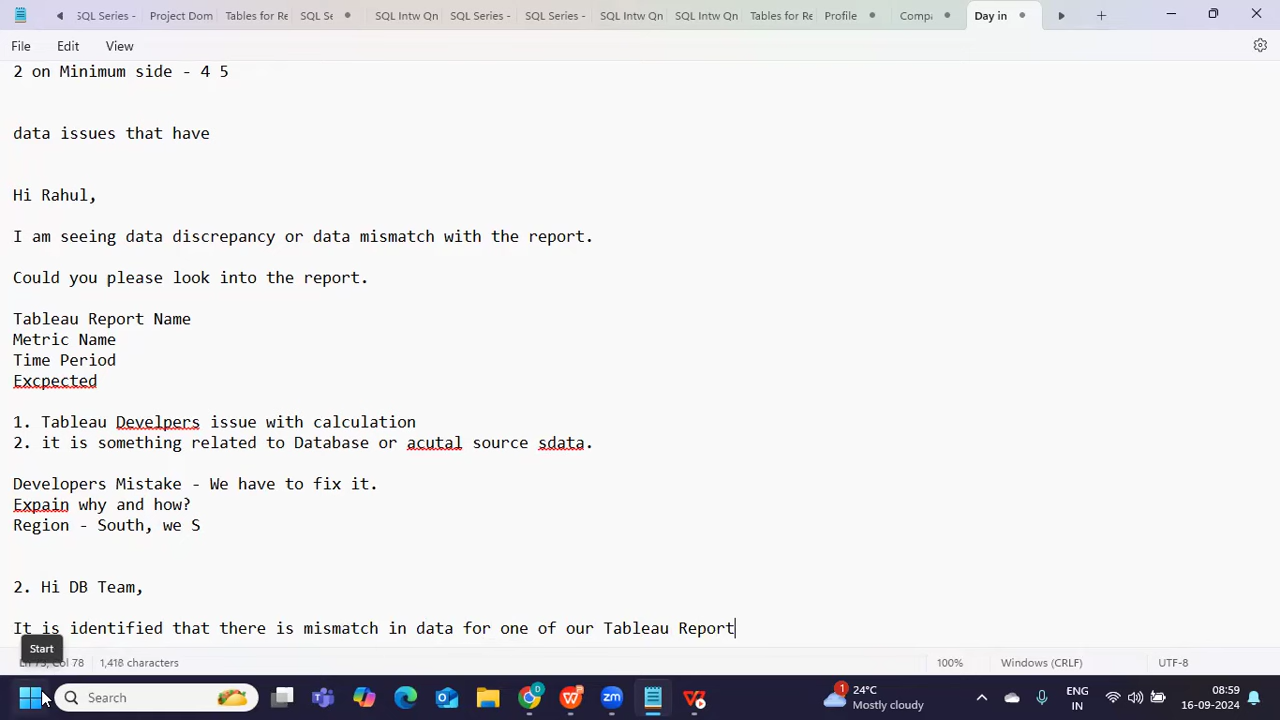 SQL Series -
Project Dom
Tables for Re
SQL Se
SQL Intw Qn
SQL Series -
SQL Series -
SQL Intw Qn
SQL Intw Qn
Tables for Re
Profile
Compa
Day in
File Edit View
2 on Minimum side - 4 5
data issues that have
Hi Rahul,
I am seeing data discrepancy or data mismatch with the report.
Could you please look into the report.
Tableau Report Name
Metric Name
Time Period
Excpected
1. Tableau Develpers issue with calculation
2. it is something related to Database or acutal source sdata.
Developers Mistake - We have to fix it.
Expain why and how?
Region - South, we S
2. Hi DB Team,
It is identified that there is mismatch in data for one of our Tableau Report
Start
Col 78
1,418 characters
100%
Windows (CRLF)
UTF-8
Search
1
24°C
Mostly cloudy
ENG
IN
08:59
16-09-2024